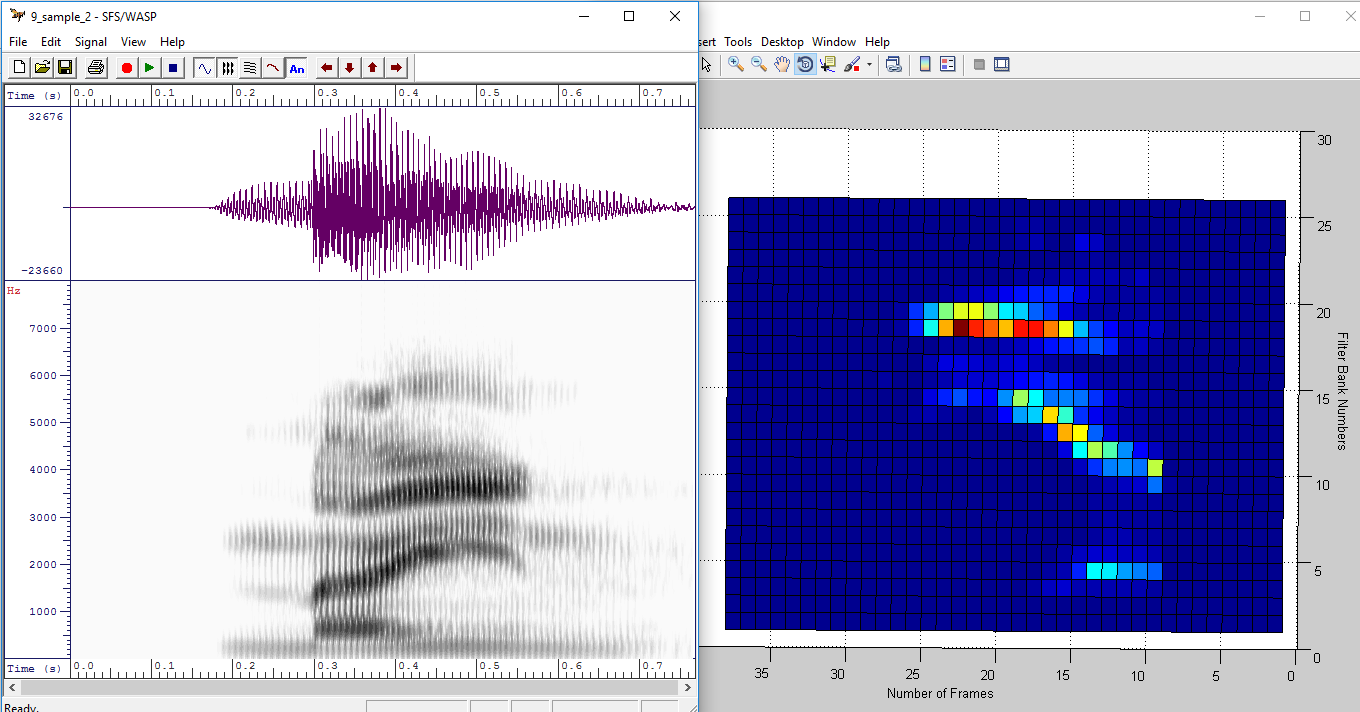 9_sample_2 - SFS/WASP
File Edit Signal View Help
An
Time (s) 0.0 0.1 0.2 0.3 0.4 0.5 0.6 0.7
32676
-23660
Hz
7000
6000
5000
4000
3000
2000
1000
Time (s) 0.0 0.1 0.2 0.3 0.4 0.5 0.6 0.7
Ready.
sert Tools Desktop Window Help
30
25
20
15
10
5
0
Filter Bank Numbers
35 30 25 20 15 10 5 0
Number of Frames